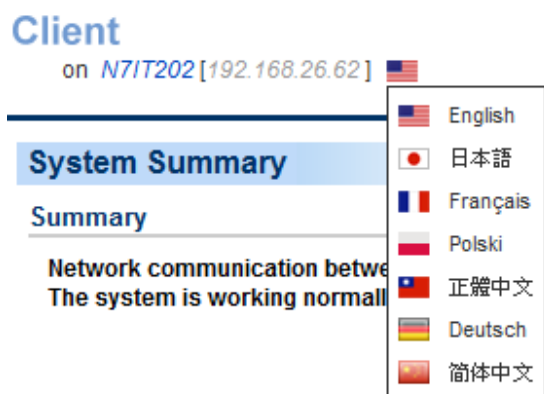 Client
on N7IT202 [192.168.26.62]
English
日本語
System Summary
Français
Summary
Polski
Network communication betwe
正體中文
The system is working normall
Deutsch
简体中文